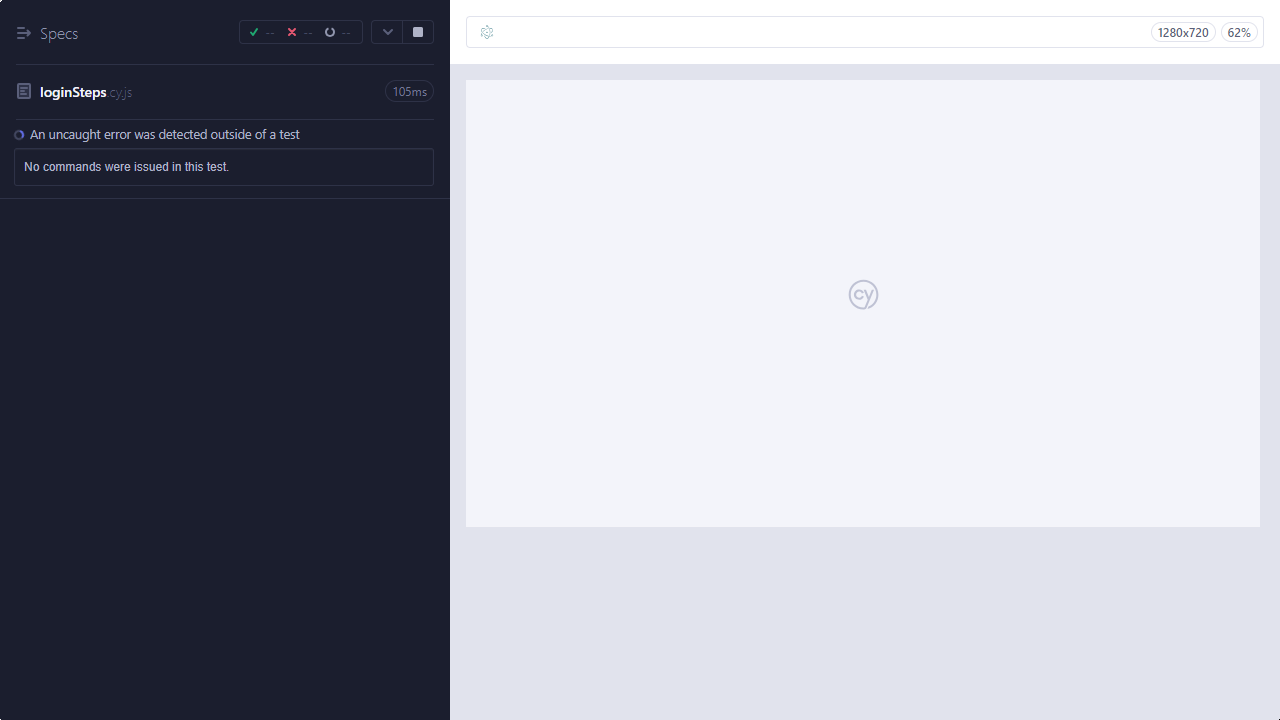 Specs
--
--
--
loginSteps.cy.js
105ms
An uncaught error was detected outside of a test
No commands were issued in this test.
1280x720
62%
cy